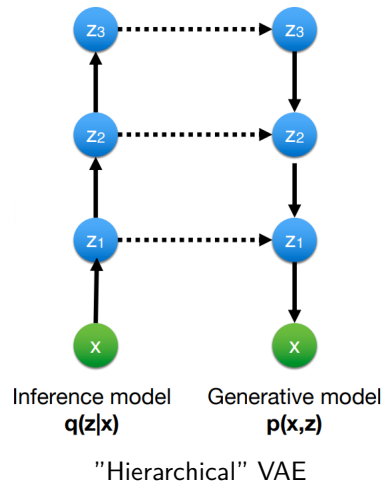 z3 z3
z2 z2
z1 z1
x x
Inference model Generative model
q(z|x) p(x,z)
"Hierarchical" VAE